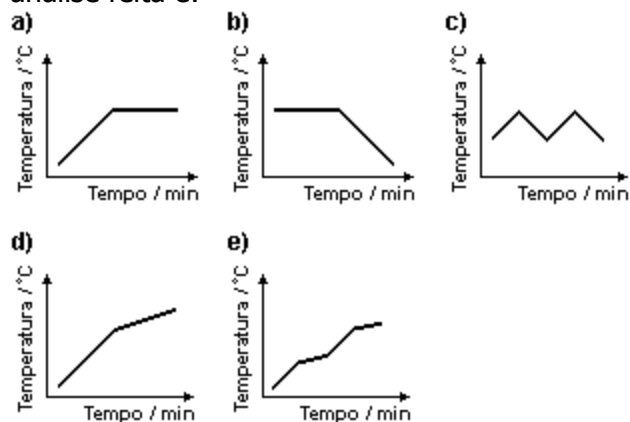 análise feita é:
a) b) c)
Temperatura /°C Temperatura /°C Temperatura /°C
Tempo / min Tempo / min Tempo / min
d) e)
Temperatura /°C Temperatura /°C
Tempo / min Tempo / min